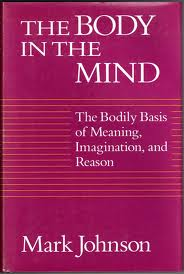 THE BODY
IN THE MIND
The Bodily Basis
of Meaning,
Imagination, and
Reason
Mark Johnson